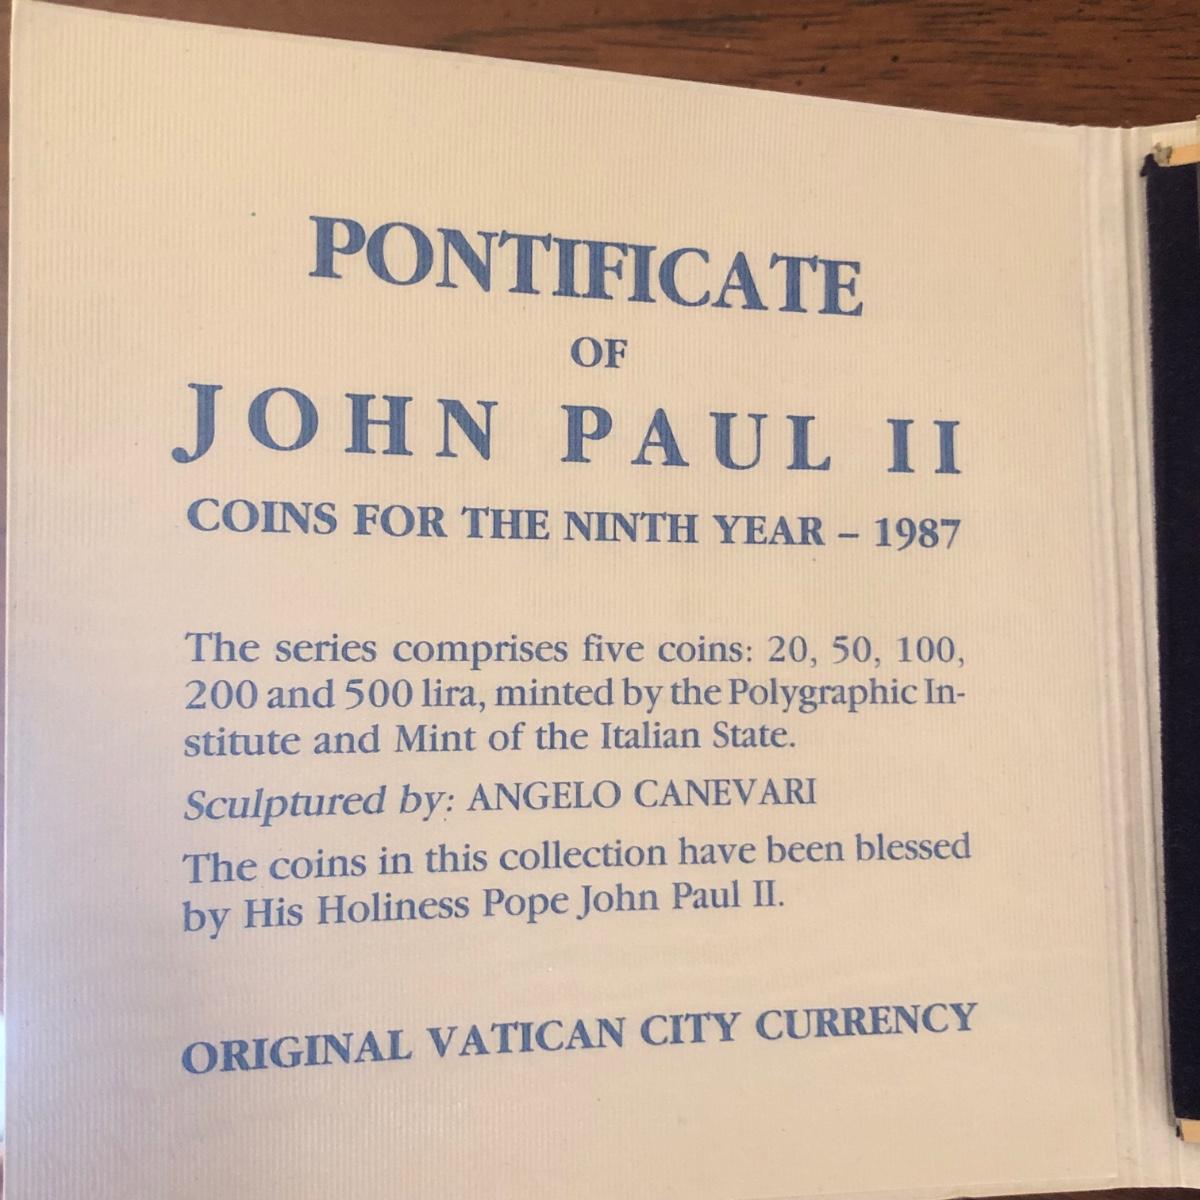 PONTIFICATE
OF
JOHN PAUL II
COINS FOR THE NINTH YEAR – 1987
The series comprises five coins: 20, 50, 100,
200 and 500 lira, minted by the Polygraphic In-
stitute and Mint of the Italian State.
Sculptured by: ANGELO CANEVARI
The coins in this collection have been blessed
by His Holiness Pope John Paul II.
ORIGINAL VATICAN CITY CURRENCY